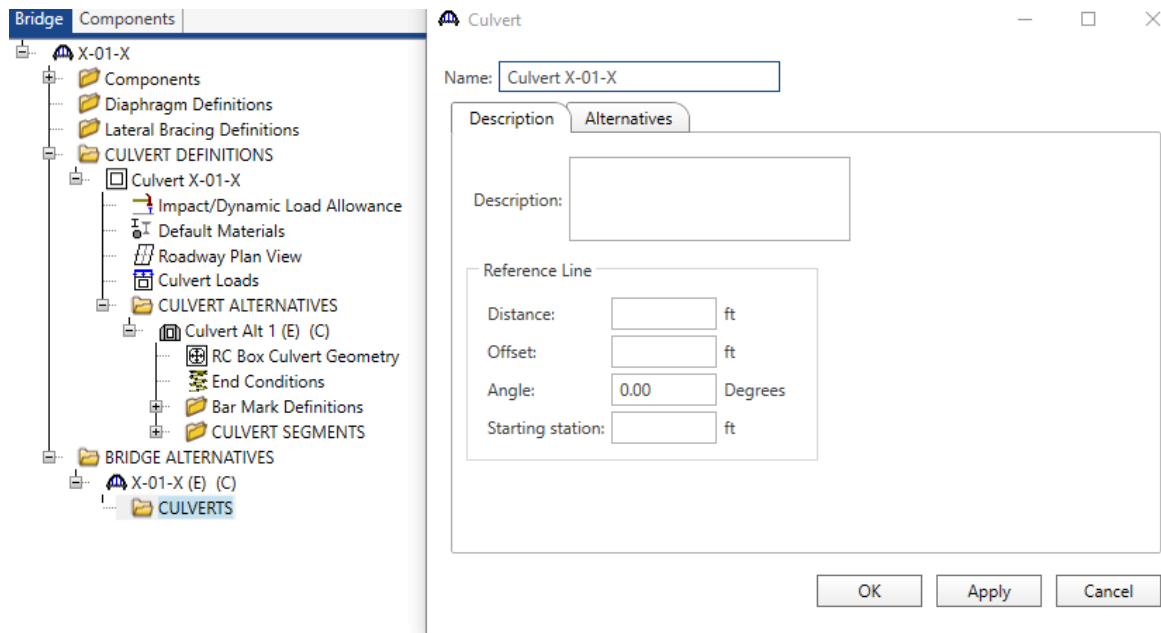 Bridge Components
X-01-X
Components
Diaphragm Definitions
Lateral Bracing Definitions
CULVERT DEFINITIONS
Culvert X-01-X
Impact/Dynamic Load Allowance
Default Materials
Roadway Plan View
Culvert Loads
CULVERT ALTERNATIVES
Culvert Alt 1 (E) (C)
RC Box Culvert Geometry
End Conditions
Bar Mark Definitions
CULVERT SEGMENTS
BRIDGE ALTERNATIVES
X-01-X (E) (C)
CULVERTS
Culvert
Name: Culvert X-01-X
Description Alternatives
Description:
Reference Line
Distance: ft
Offset: ft
Angle: 0.00 Degrees
Starting station: ft
OK Apply Cancel